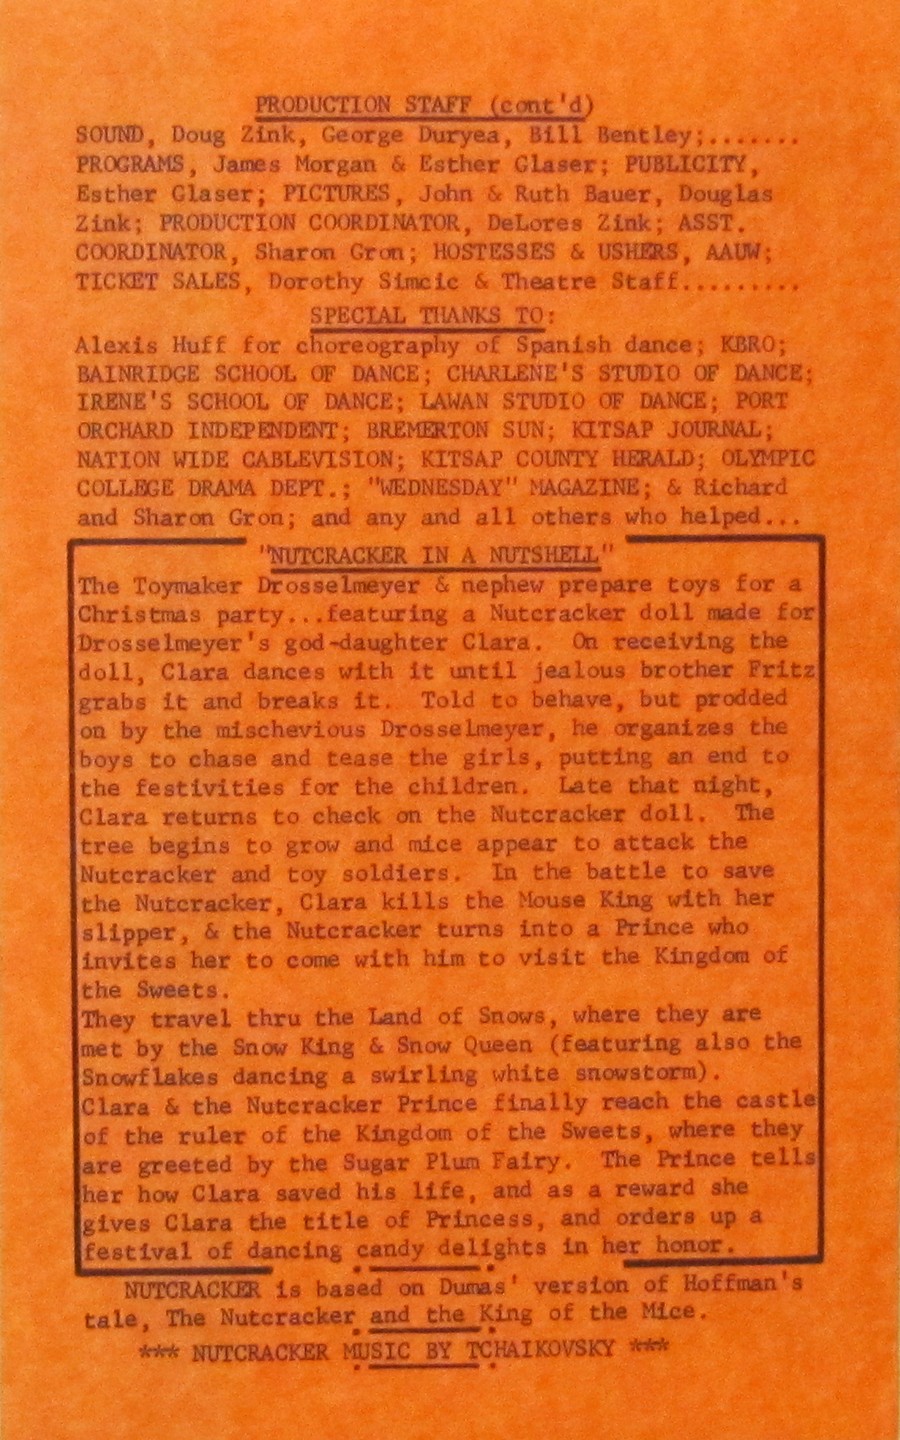 PRODUCTION STAFF (cont'd)
SOUND, Doug Zink, George Duryea, Bill Bentley;.......
PROGRAMS, James Morgan & Esther Glaser; PUBLICITY,
Esther Glaser; PICTURES, John & Ruth Bauer, Douglas
Zink; PRODUCTION COORDINATOR, DeLores Zink; ASST.
COORDINATOR, Sharon Gron; HOSTESSES & USHERS, AAUW;
TICKET SALES, Dorothy Simcic & Theatre Staff.........
SPECIAL THANKS TO:
Alexis Huff for choreography of Spanish dance; KBRO;
BAINRIDGE SCHOOL OF DANCE; CHARLENE'S STUDIO OF DANCE;
IRENE'S SCHOOL OF DANCE; LAWAN STUDIO OF DANCE; PORT
ORCHARD INDEPENDENT; BREMERTON SUN; KITSAP JOURNAL;
NATION WIDE CABLEVISION; KITSAP COUNTY HERALD; OLYMPIC
COLLEGE DRAMA DEPT.; "WEDNESDAY" MAGAZINE; & Richard
and Sharon Gron; and any and all others who helped...
"NUTCRACKER IN A NUTSHELL"
The Toymaker Drosselmeyer & nephew prepare toys for a
Christmas party...featuring a Nutcracker doll made for
Drosselmeyer's god-daughter Clara. On receiving the
doll, Clara dances with it until jealous brother Fritz
grabs it and breaks it. Told to behave, but prodded
on by the mischevious Drosselmeyer, he organizes the
boys to chase and tease the girls, putting an end to
the festivities for the children. Late that night,
Clara returns to check on the Nutcracker doll. The
tree begins to grow and mice appear to attack the
Nutcracker and toy soldiers. In the battle to save
the Nutcracker, Clara kills the Mouse King with her
slipper, & the Nutcracker turns into a Prince who
invites her to come with him to visit the Kingdom of
the Sweets.
They travel thru the Land of Snows, where they are
met by the Snow King & Snow Queen (featuring also the
Snowflakes dancing a swirling white snowstorm).
Clara & the Nutcracker Prince finally reach the castle
of the ruler of the Kingdom of the Sweets, where they
are greeted by the Sugar Plum Fairy. The Prince tells
her how Clara saved his life, and as a reward she
gives Clara the title of Princess, and orders up a
festival of dancing candy delights in her honor.
NUTCRACKER is based on Dumas' version of Hoffman's
tale, The Nutcracker and the King of the Mice.
*** NUTCRACKER MUSIC BY TCHAIKOVSKY ***